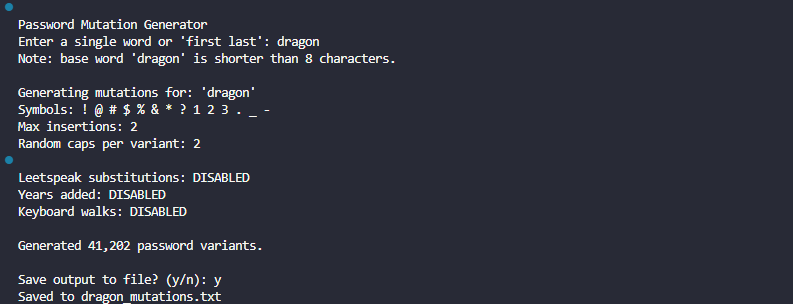 Password Mutation Generator
Enter a single word or 'first last': dragon
Note: base word 'dragon' is shorter than 8 characters.
Generating mutations for: 'dragon'
Symbols: ! @ # $ % & * ? 1 2 3 . _ -
Max insertions: 2
Random caps per variant: 2
Leetspeak substitutions: DISABLED
Years added: DISABLED
Keyboard walks: DISABLED
Generated 41,202 password variants.
Save output to file? (y/n): y
Saved to dragon_mutations.txt